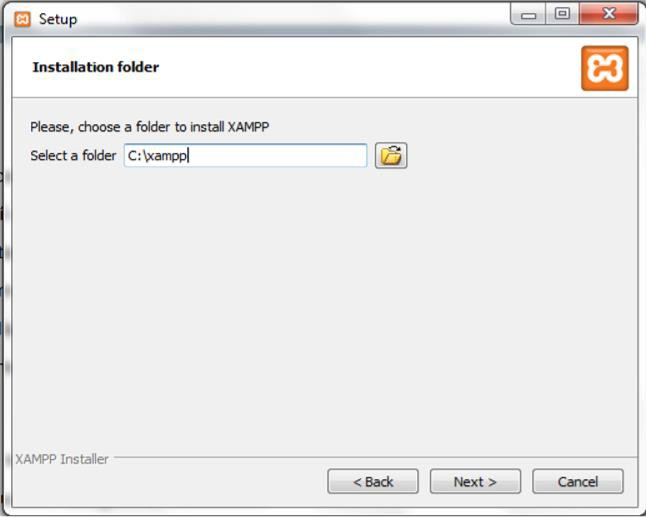 Setup
Installation folder
Please, choose a folder to install XAMPP
Select a folder C:\xampp
XAMPP Installer
< Back Next > Cancel